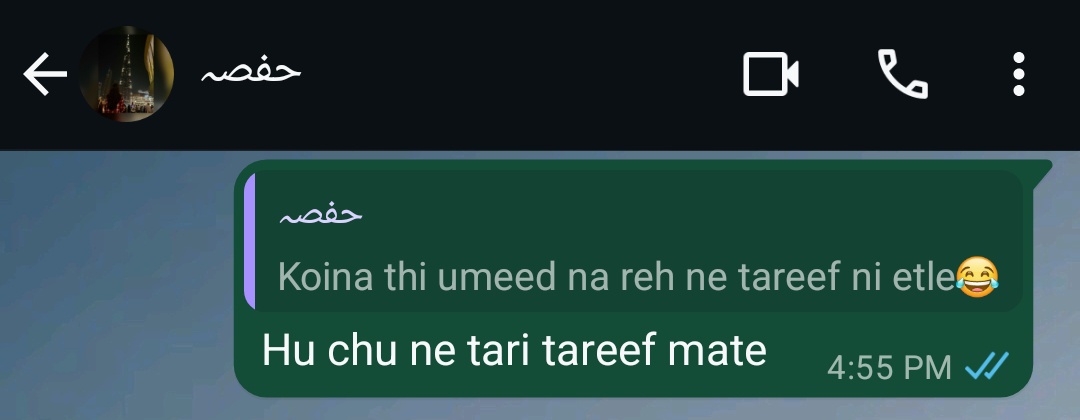 حفصہ
حفصہ
Koina thi umeed na reh ne tareef ni etle😂
Hu chu ne tari tareef mate
4:55 PM